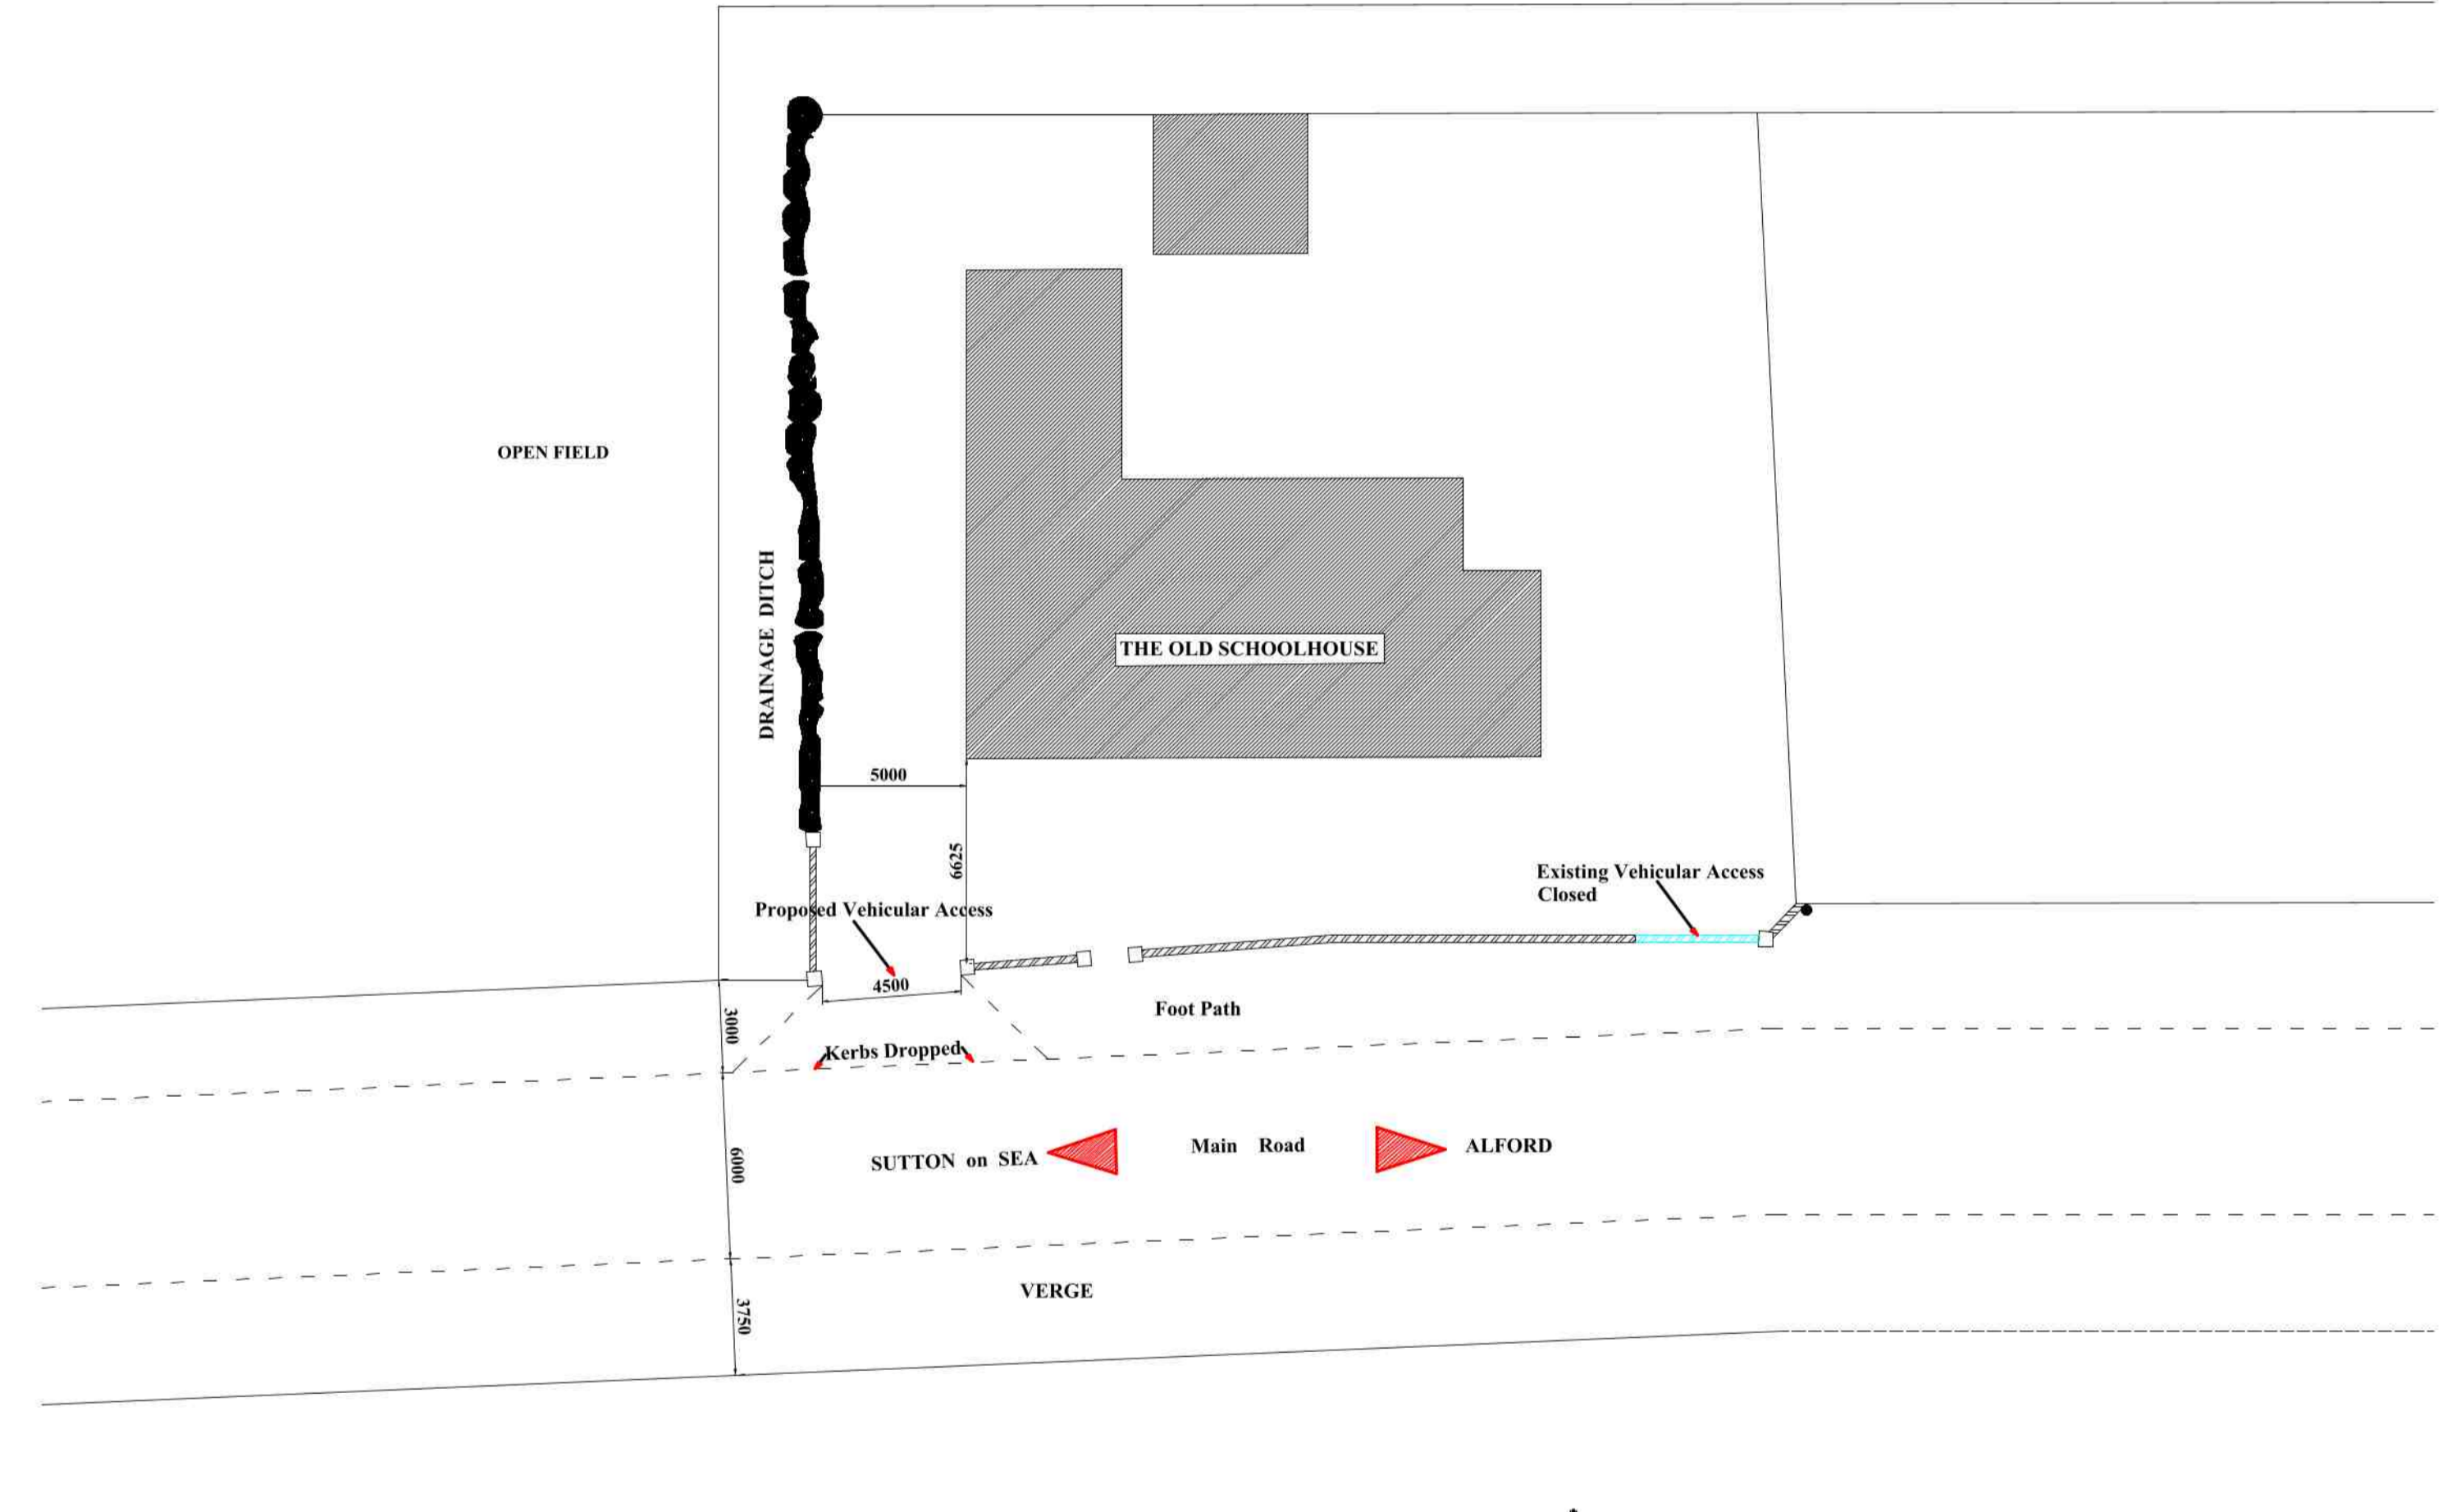 OPEN FIELD
DRAINAGE DITCH
THE OLD SCHOOLHOUSE
5000
6625
Existing Vehicular Access
Closed
Proposed Vehicular Access
4500
3000
Foot Path
Kerbs Dropped
6000
SUTTON on SEA
Main Road
ALFORD
3750
VERGE